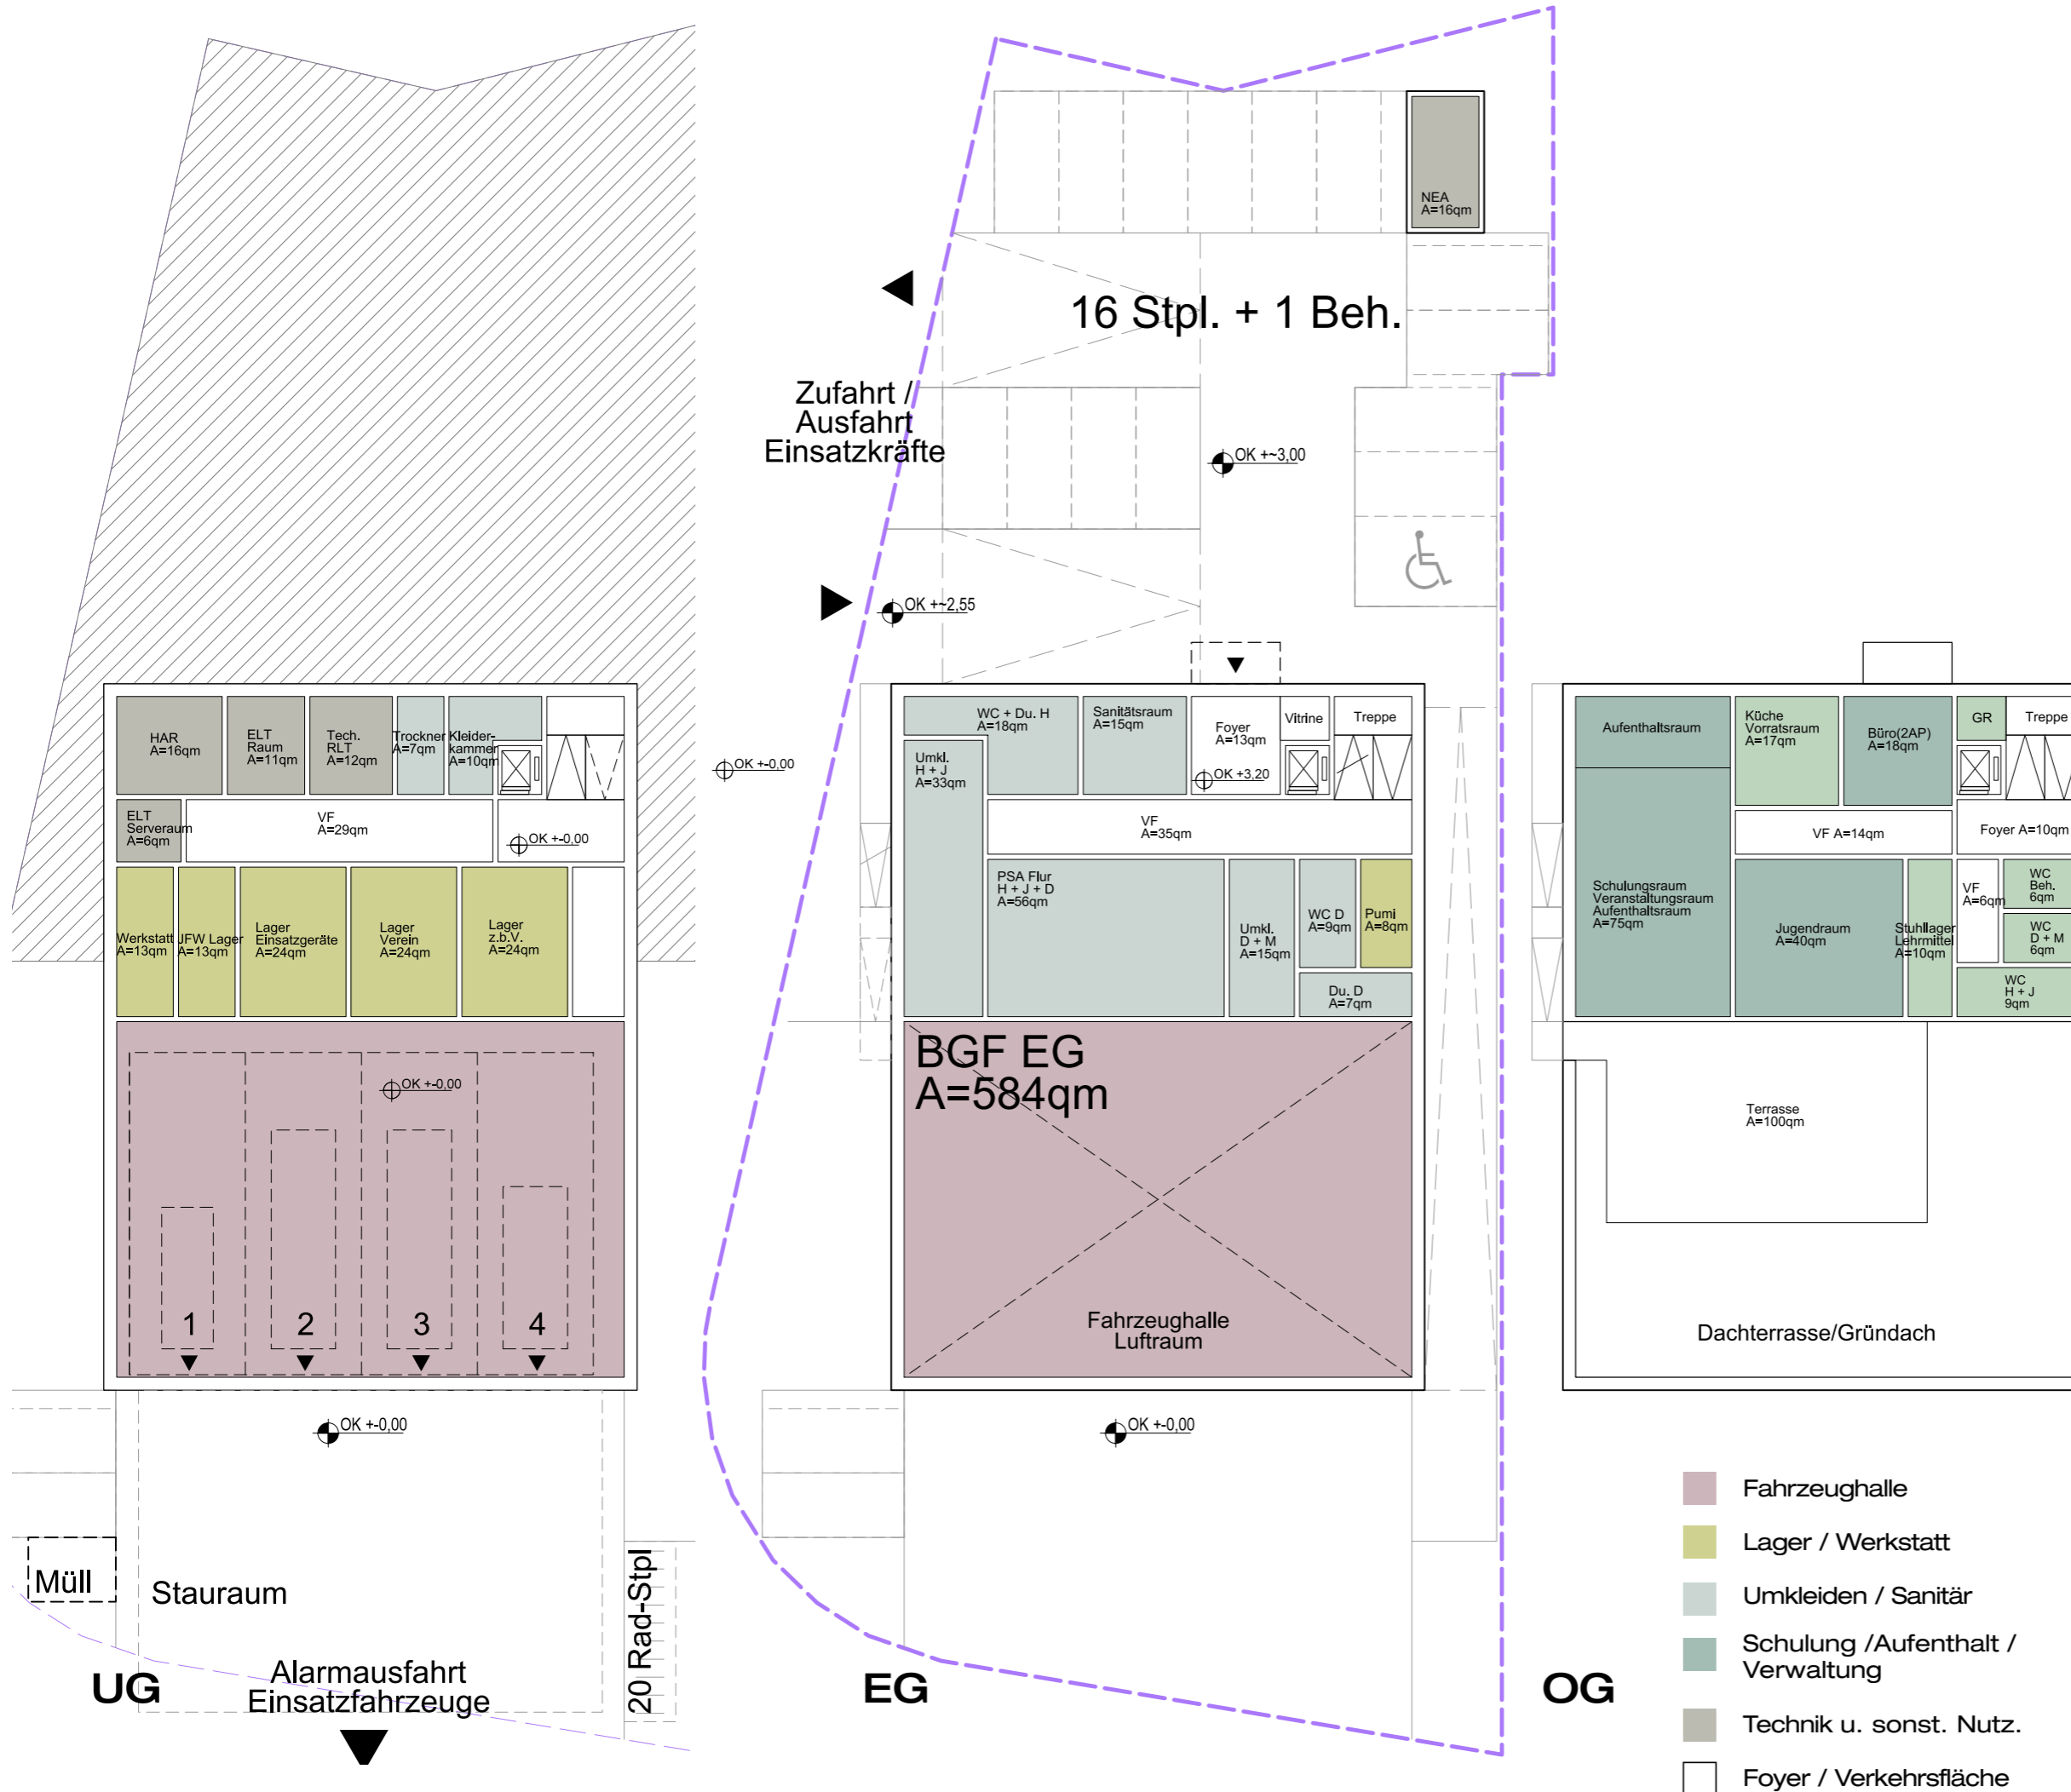 NEA
A=16qm
16 Stpl. + 1 Beh.
Zufahrt /
Ausfahrt
Einsatzkräfte
OK +~3,00
OK +~2,55
HAR
A=16qm
ELT
Raum
A=11qm
Tech.
RLT
A=12qm
Trockner
A=7qm
Kleider-
kammer
A=10qm
ELT
Serveraum
A=6qm
VF
A=29qm
OK +-0,00
Werkstatt
A=13qm
JFW Lager
A=13qm
Lager
Einsatzgeräte
A=24qm
Lager
Verein
A=24qm
Lager
z.b.V.
A=24qm
OK +-0,00
1
2
3
4
OK +-0,00
Müll
Stauraum
20 Rad-Stpl
Alarmausfahrt
Einsatzfahrzeuge
UG
OK +-0,00
WC + Du. H
A=18qm
Sanitätsraum
A=15qm
Foyer
A=13qm
Vitrine
Treppe
OK +3,20
Umkl.
H + J
A=33qm
VF
A=35qm
PSA Flur
H + J + D
A=56qm
Umkl.
D + M
A=15qm
WC D
A=9qm
Pumi
A=8qm
Du. D
A=7qm
BGF EG
A=584qm
Fahrzeughalle
Luftraum
OK +-0,00
EG
Aufenthaltsraum
Küche
Vorratsraum
A=17qm
Büro(2AP)
A=18qm
GR
Treppe
VF A=14qm
Foyer A=10qm
Schulungsraum
Veranstaltungsraum
Aufenthaltsraum
A=75qm
Jugendraum
A=40qm
Stuhllager
Lehrmittel
A=10qm
VF
A=6qm
WC
Beh.
6qm
WC
D + M
6qm
WC
H + J
9qm
Terrasse
A=100qm
Dachterrasse/Gründach
OG
Fahrzeughalle
Lager / Werkstatt
Umkleiden / Sanitär
Schulung /Aufenthalt /
Verwaltung
Technik u. sonst. Nutz.
Foyer / Verkehrsfläche